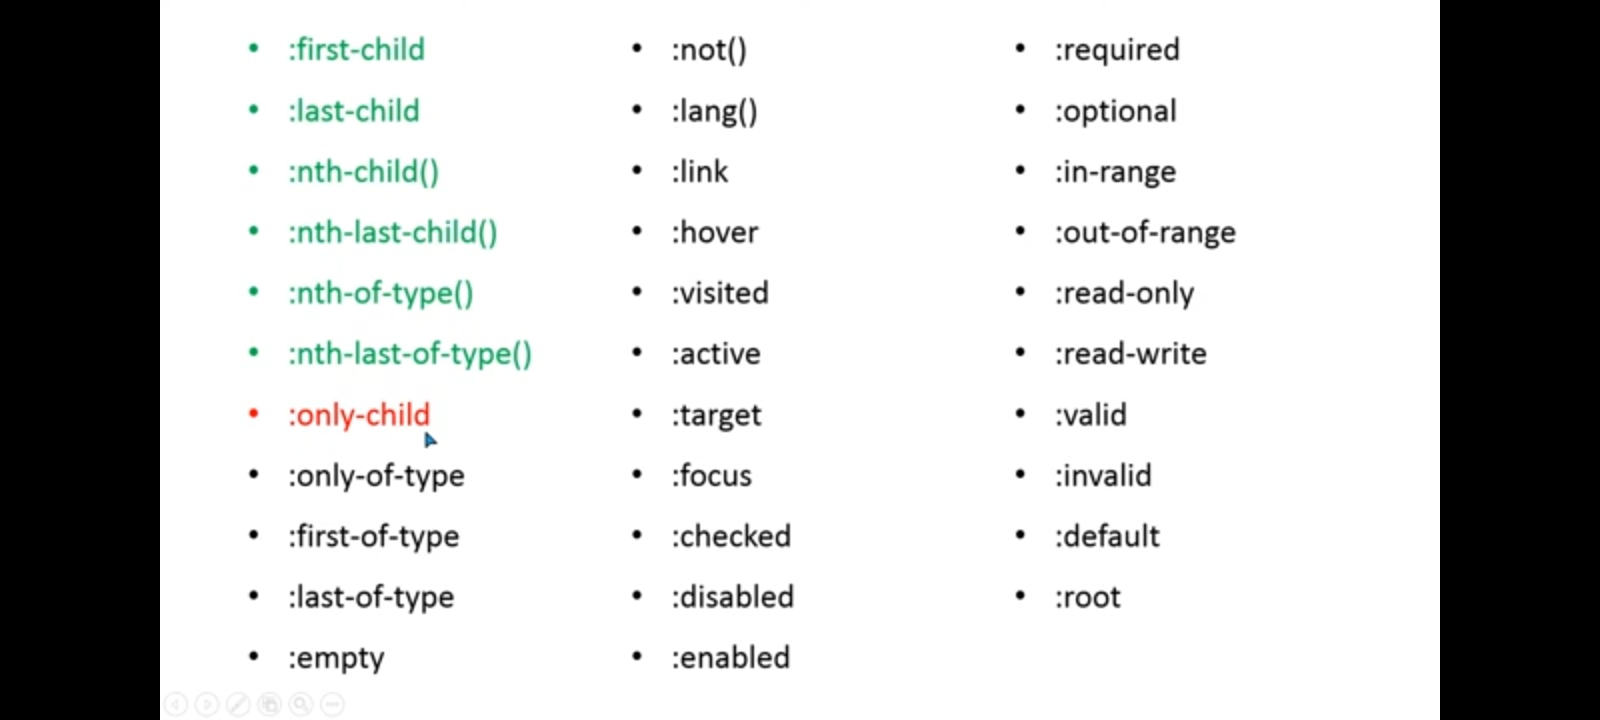 • :first-child
• :last-child
• :nth-child()
• :nth-last-child()
• :nth-of-type()
• :nth-last-of-type()
• :only-child
• :only-of-type
• :first-of-type
• :last-of-type
• :empty
• :not()
• :lang()
• :link
• :hover
• :visited
• :active
• :target
• :focus
• :checked
• :disabled
• :enabled
• :required
• :optional
• :in-range
• :out-of-range
• :read-only
• :read-write
• :valid
• :invalid
• :default
• :root